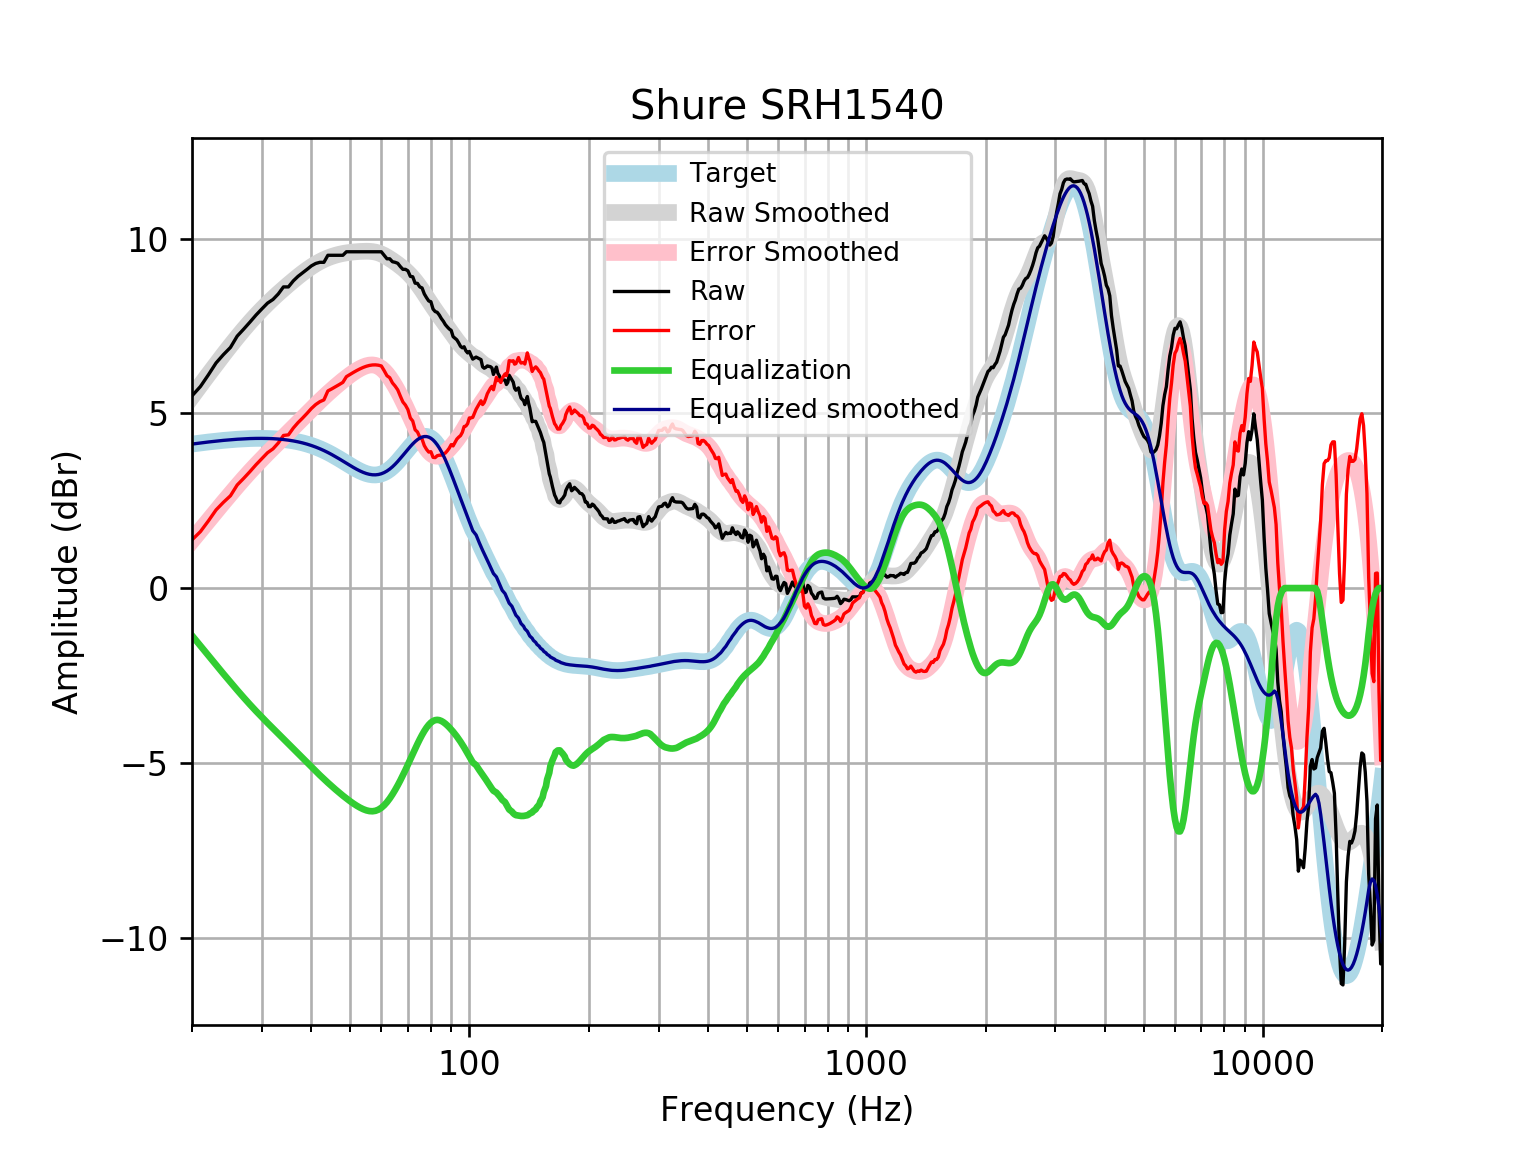 Shure SRH1540
Target
Raw Smoothed
Error Smoothed
Raw
Error
Equalization
Equalized smoothed
Amplitude (dBr)
10
5
0
−5
−10
100
1000
10000
Frequency (Hz)